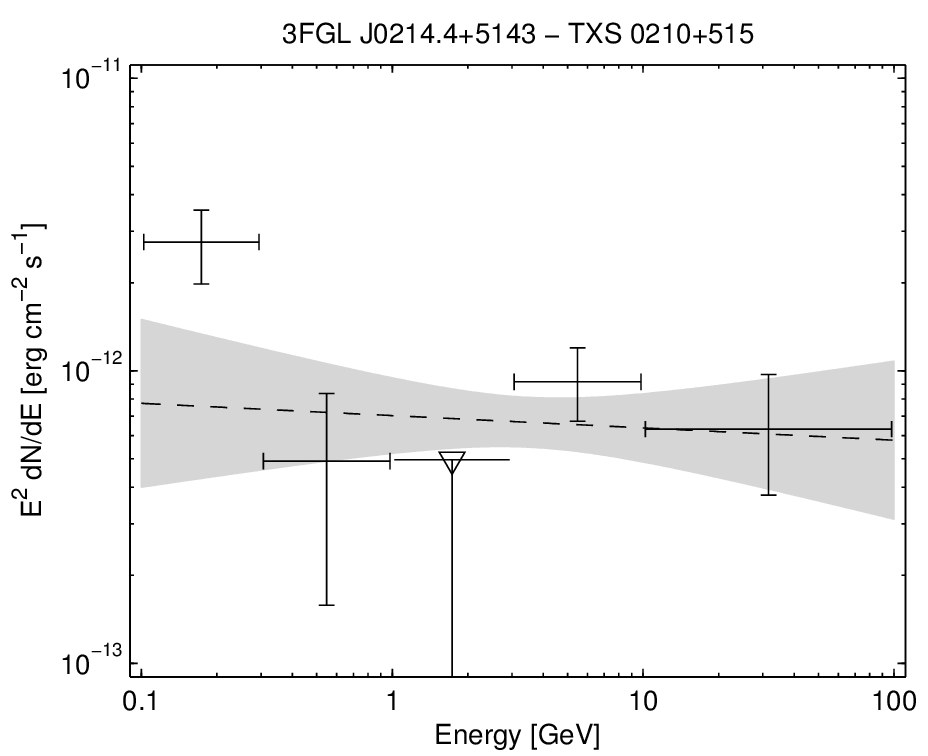 3FGL J0214.4+5143 − TXS 0210+515
10⁻¹¹
10⁻¹²
10⁻¹³
E² dN/dE [erg cm⁻² s⁻¹]
0.1 1 10 100
Energy [GeV]